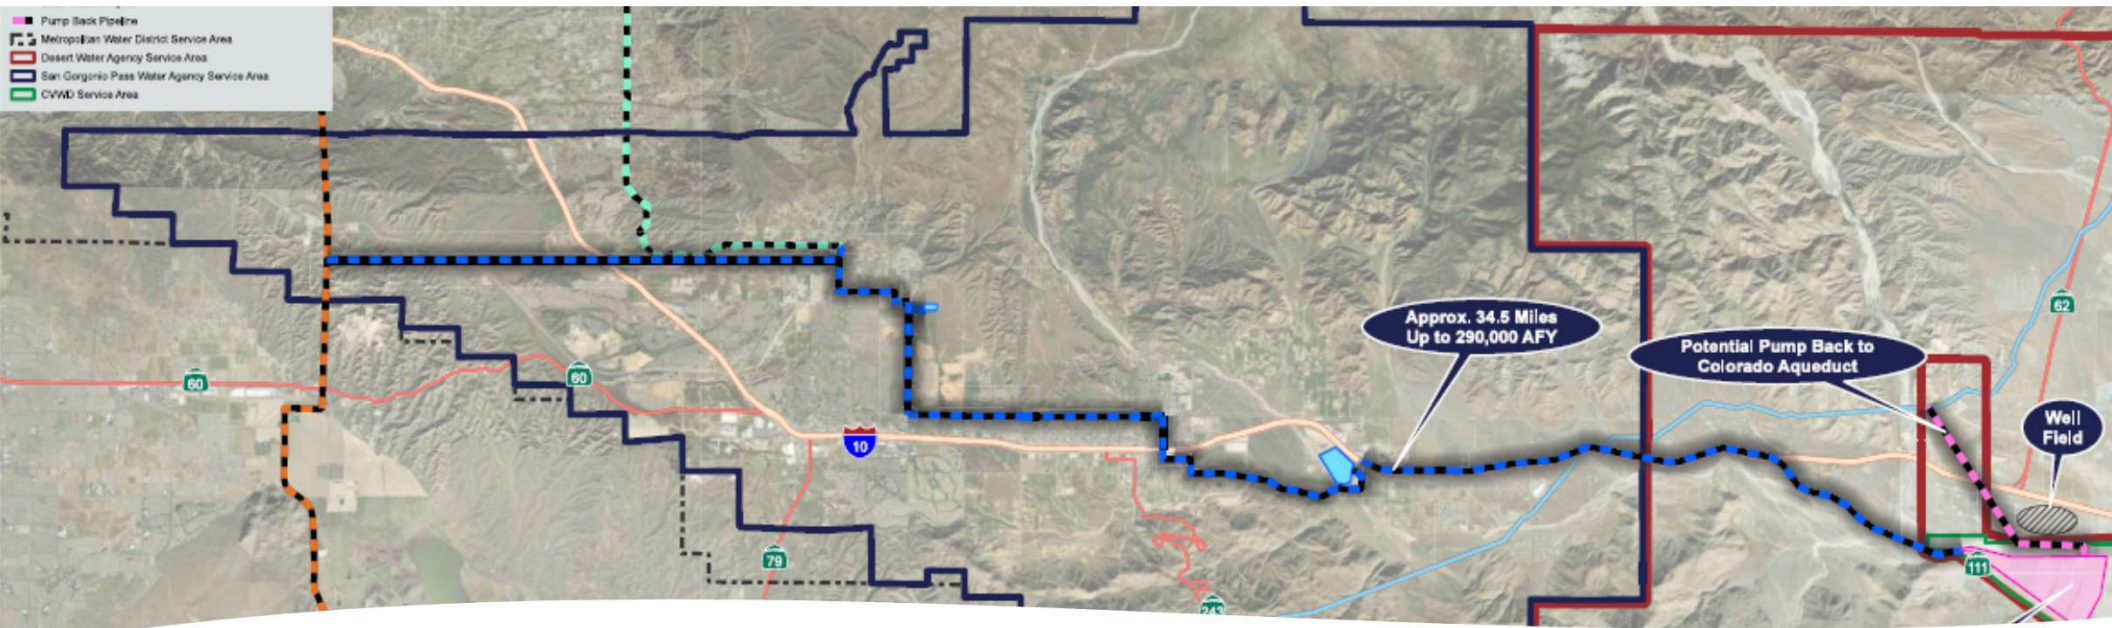 Pump Back Pipeline
Metropolitan Water District Service Area
Desert Water Agency Service Area
San Gorgonio Pass Water Agency Service Area
CVWD Service Area
62
Approx. 34.5 Miles
Up to 290,000 AFY
Potential Pump Back to
Colorado Aqueduct
60
60
Well
Field
10
79
111
243